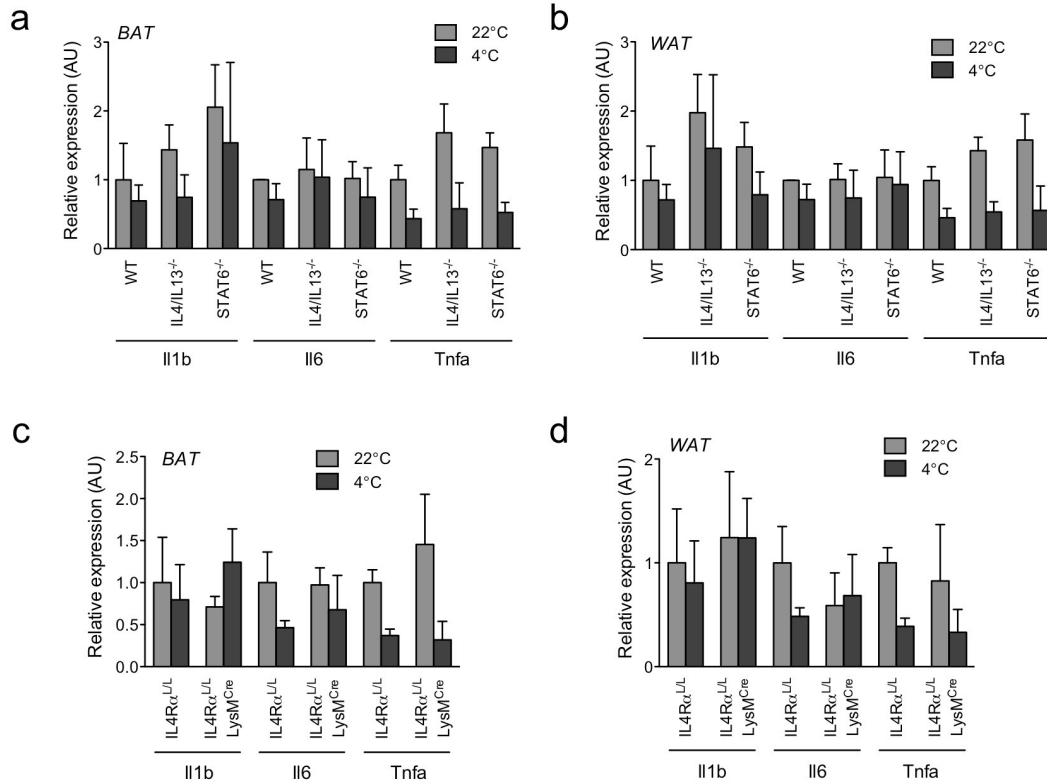 a
BAT
22°C
4°C
Relative expression (AU)
3
2
1
0
WT
IL4/IL13-/-
STAT6-/-
WT
IL4/IL13-/-
STAT6-/-
WT
IL4/IL13-/-
STAT6-/-
Il1b
Il6
Tnfa
b
WAT
22°C
4°C
Relative expression (AU)
3
2
1
0
WT
IL4/IL13-/-
STAT6-/-
WT
IL4/IL13-/-
STAT6-/-
WT
IL4/IL13-/-
STAT6-/-
Il1b
Il6
Tnfa
c
BAT
22°C
4°C
Relative expression (AU)
2.5
2.0
1.5
1.0
0.5
0.0
IL4RαL/L
IL4RαL/L
LysMCre
IL4RαL/L
IL4RαL/L
LysMCre
IL4RαL/L
IL4RαL/L
LysMCre
Il1b
Il6
Tnfa
d
WAT
22°C
4°C
Relative expression (AU)
2
1
0
IL4RαL/L
IL4RαL/L
LysMCre
IL4RαL/L
IL4RαL/L
LysMCre
IL4RαL/L
IL4RαL/L
LysMCre
Il1b
Il6
Tnfa